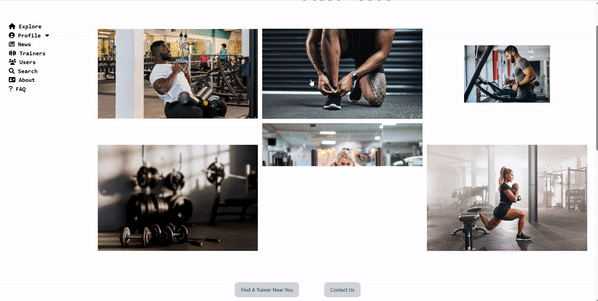 Explore
Profile
News
Trainers
Users
Search
About
FAQ
Find A Trainer Near You
Contact Us